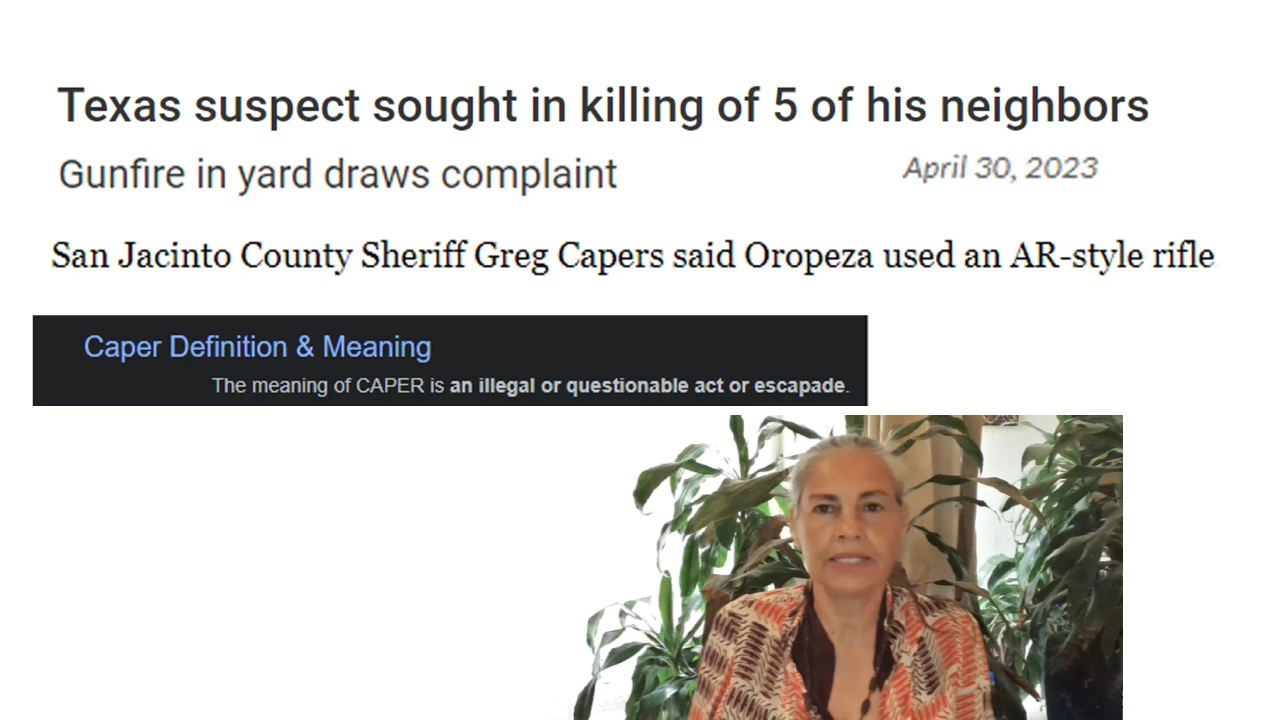 Texas suspect sought in killing of 5 of his neighbors
Gunfire in yard draws complaint
April 30, 2023
San Jacinto County Sheriff Greg Capers said Oropeza used an AR-style rifle
Caper Definition & Meaning
The meaning of CAPER is an illegal or questionable act or escapade.